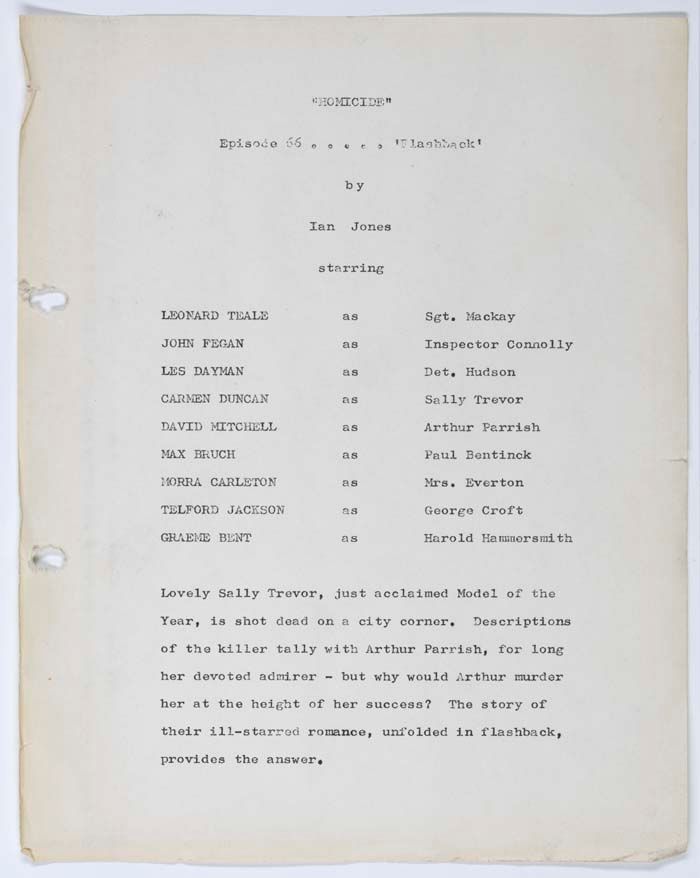 "HOMICIDE"
Episode 66 . . . . . 'Flashback'
by
Ian Jones
starring
LEONARD TEALE as Sgt. Mackay
JOHN FEGAN as Inspector Connolly
LES DAYMAN as Det. Hudson
CARMEN DUNCAN as Sally Trevor
DAVID MITCHELL as Arthur Parrish
MAX BRUCH as Paul Bentinck
MORRA CARLETON as Mrs. Everton
TELFORD JACKSON as George Croft
GRAEME BENT as Harold Hammersmith
Lovely Sally Trevor, just acclaimed Model of the
Year, is shot dead on a city corner. Descriptions
of the killer tally with Arthur Parrish, for long
her devoted admirer - but why would Arthur murder
her at the height of her success? The story of
their ill-starred romance, unfolded in flashback,
provides the answer.